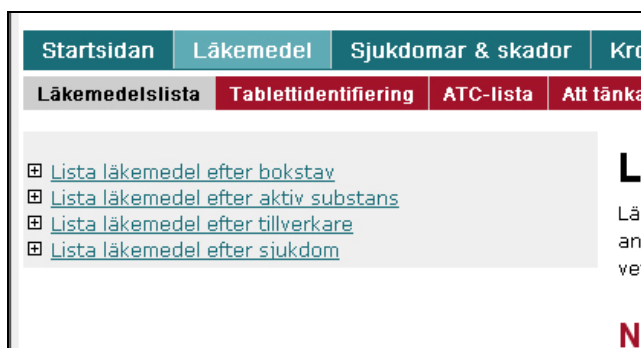 Startsidan Läkemedel Sjukdomar & skador
Läkemedelslista Tablettidentifiering ATC-lista Att
Lista läkemedel efter bokstav
Lista läkemedel efter aktiv substans
Lista läkemedel efter tillverkare
Lista läkemedel efter sjukdom